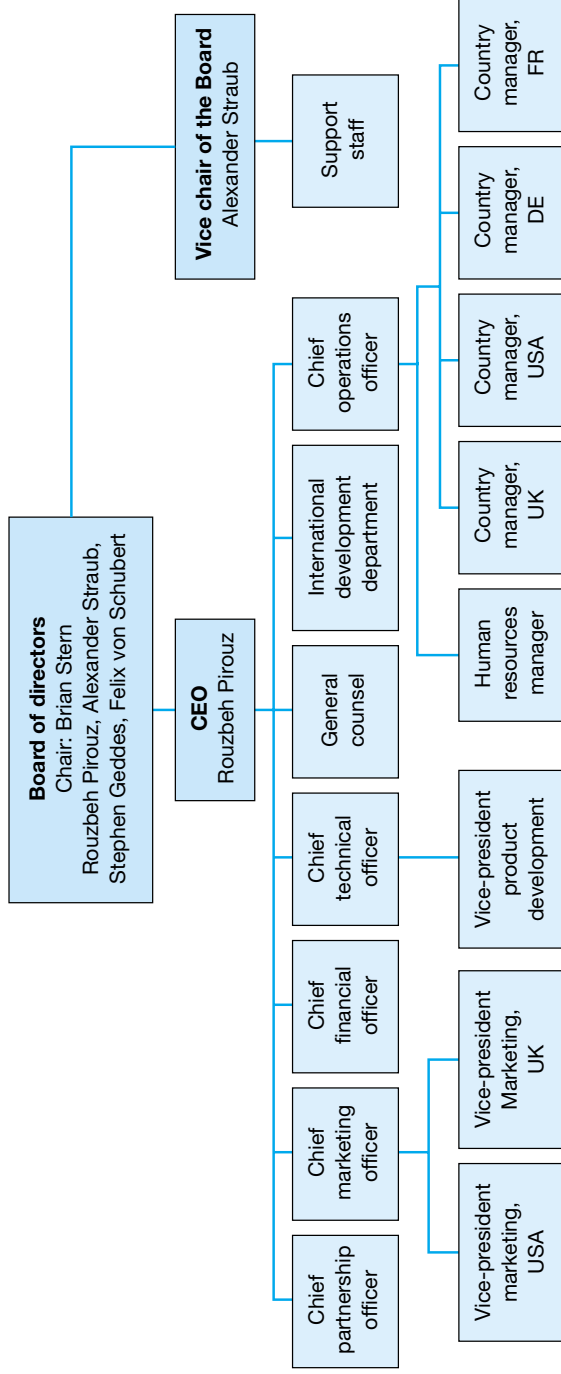 Board of directors
Chair: Brian Stern
Rouzbeh Pirouz, Alexander Straub,
Stephen Geddes, Felix von Schubert
Vice chair of the Board
Alexander Straub
CEO
Rouzbeh Pirouz
Chief
partnership
officer
Chief
marketing
officer
Chief
financial
officer
Chief
technical
officer
General
counsel
International
development
department
Chief
operations
officer
Support
staff
Vice-president
marketing,
USA
Vice-president
Marketing,
UK
Vice-president
product
development
Human
resources
manager
Country
manager,
UK
Country
manager,
USA
Country
manager,
DE
Country
manager,
FR